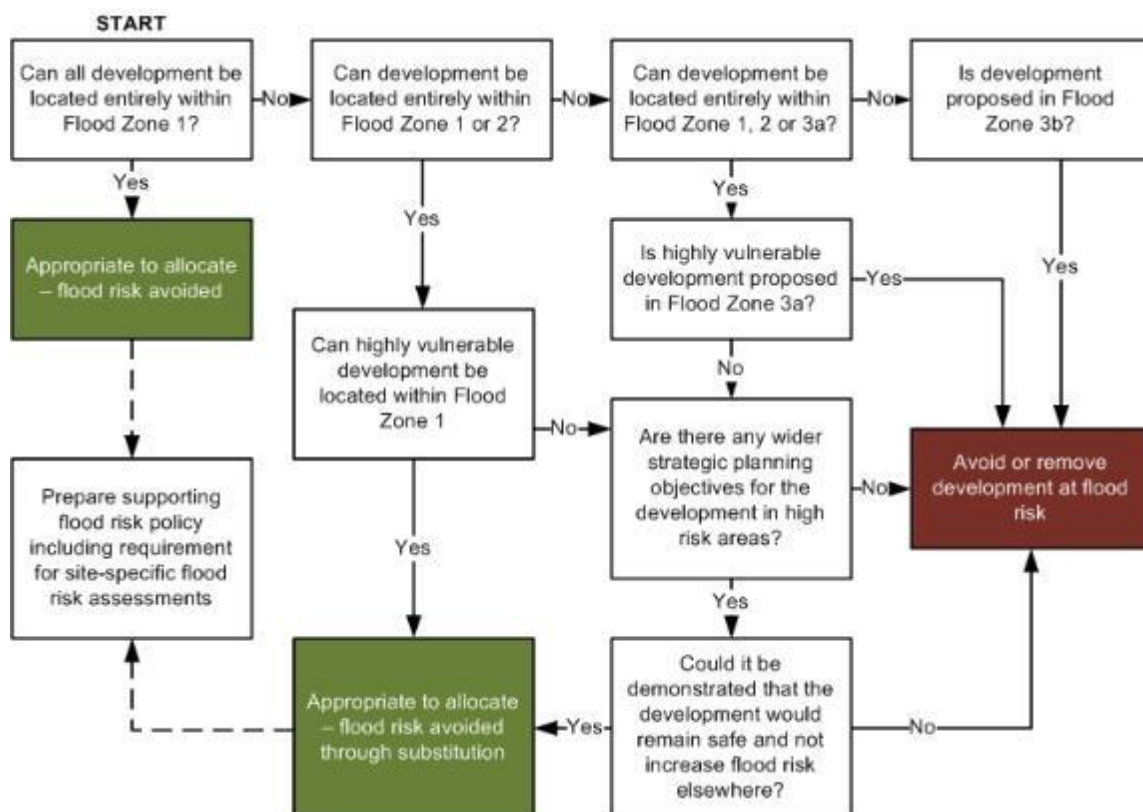 START
Can all development be
located entirely within
Flood Zone 1?
No
Can development be
located entirely within
Flood Zone 1 or 2?
No
Can development be
located entirely within
Flood Zone 1, 2 or 3a?
No
Is development
proposed in Flood
Zone 3b?
Yes
Appropriate to allocate
– flood risk avoided
Yes
Can highly vulnerable
development be
located within Flood
Zone 1
No
Yes
Is highly vulnerable
development proposed
in Flood Zone 3a?
Yes
Yes
No
Are there any wider
strategic planning
objectives for the
development in high
risk areas?
No
Avoid or remove
development at flood
risk
Prepare supporting
flood risk policy
including requirement
for site-specific flood
risk assessments
Yes
Yes
Appropriate to allocate
– flood risk avoided
through substitution
Yes
Could it be
demonstrated that the
development would
remain safe and not
increase flood risk
elsewhere?
No